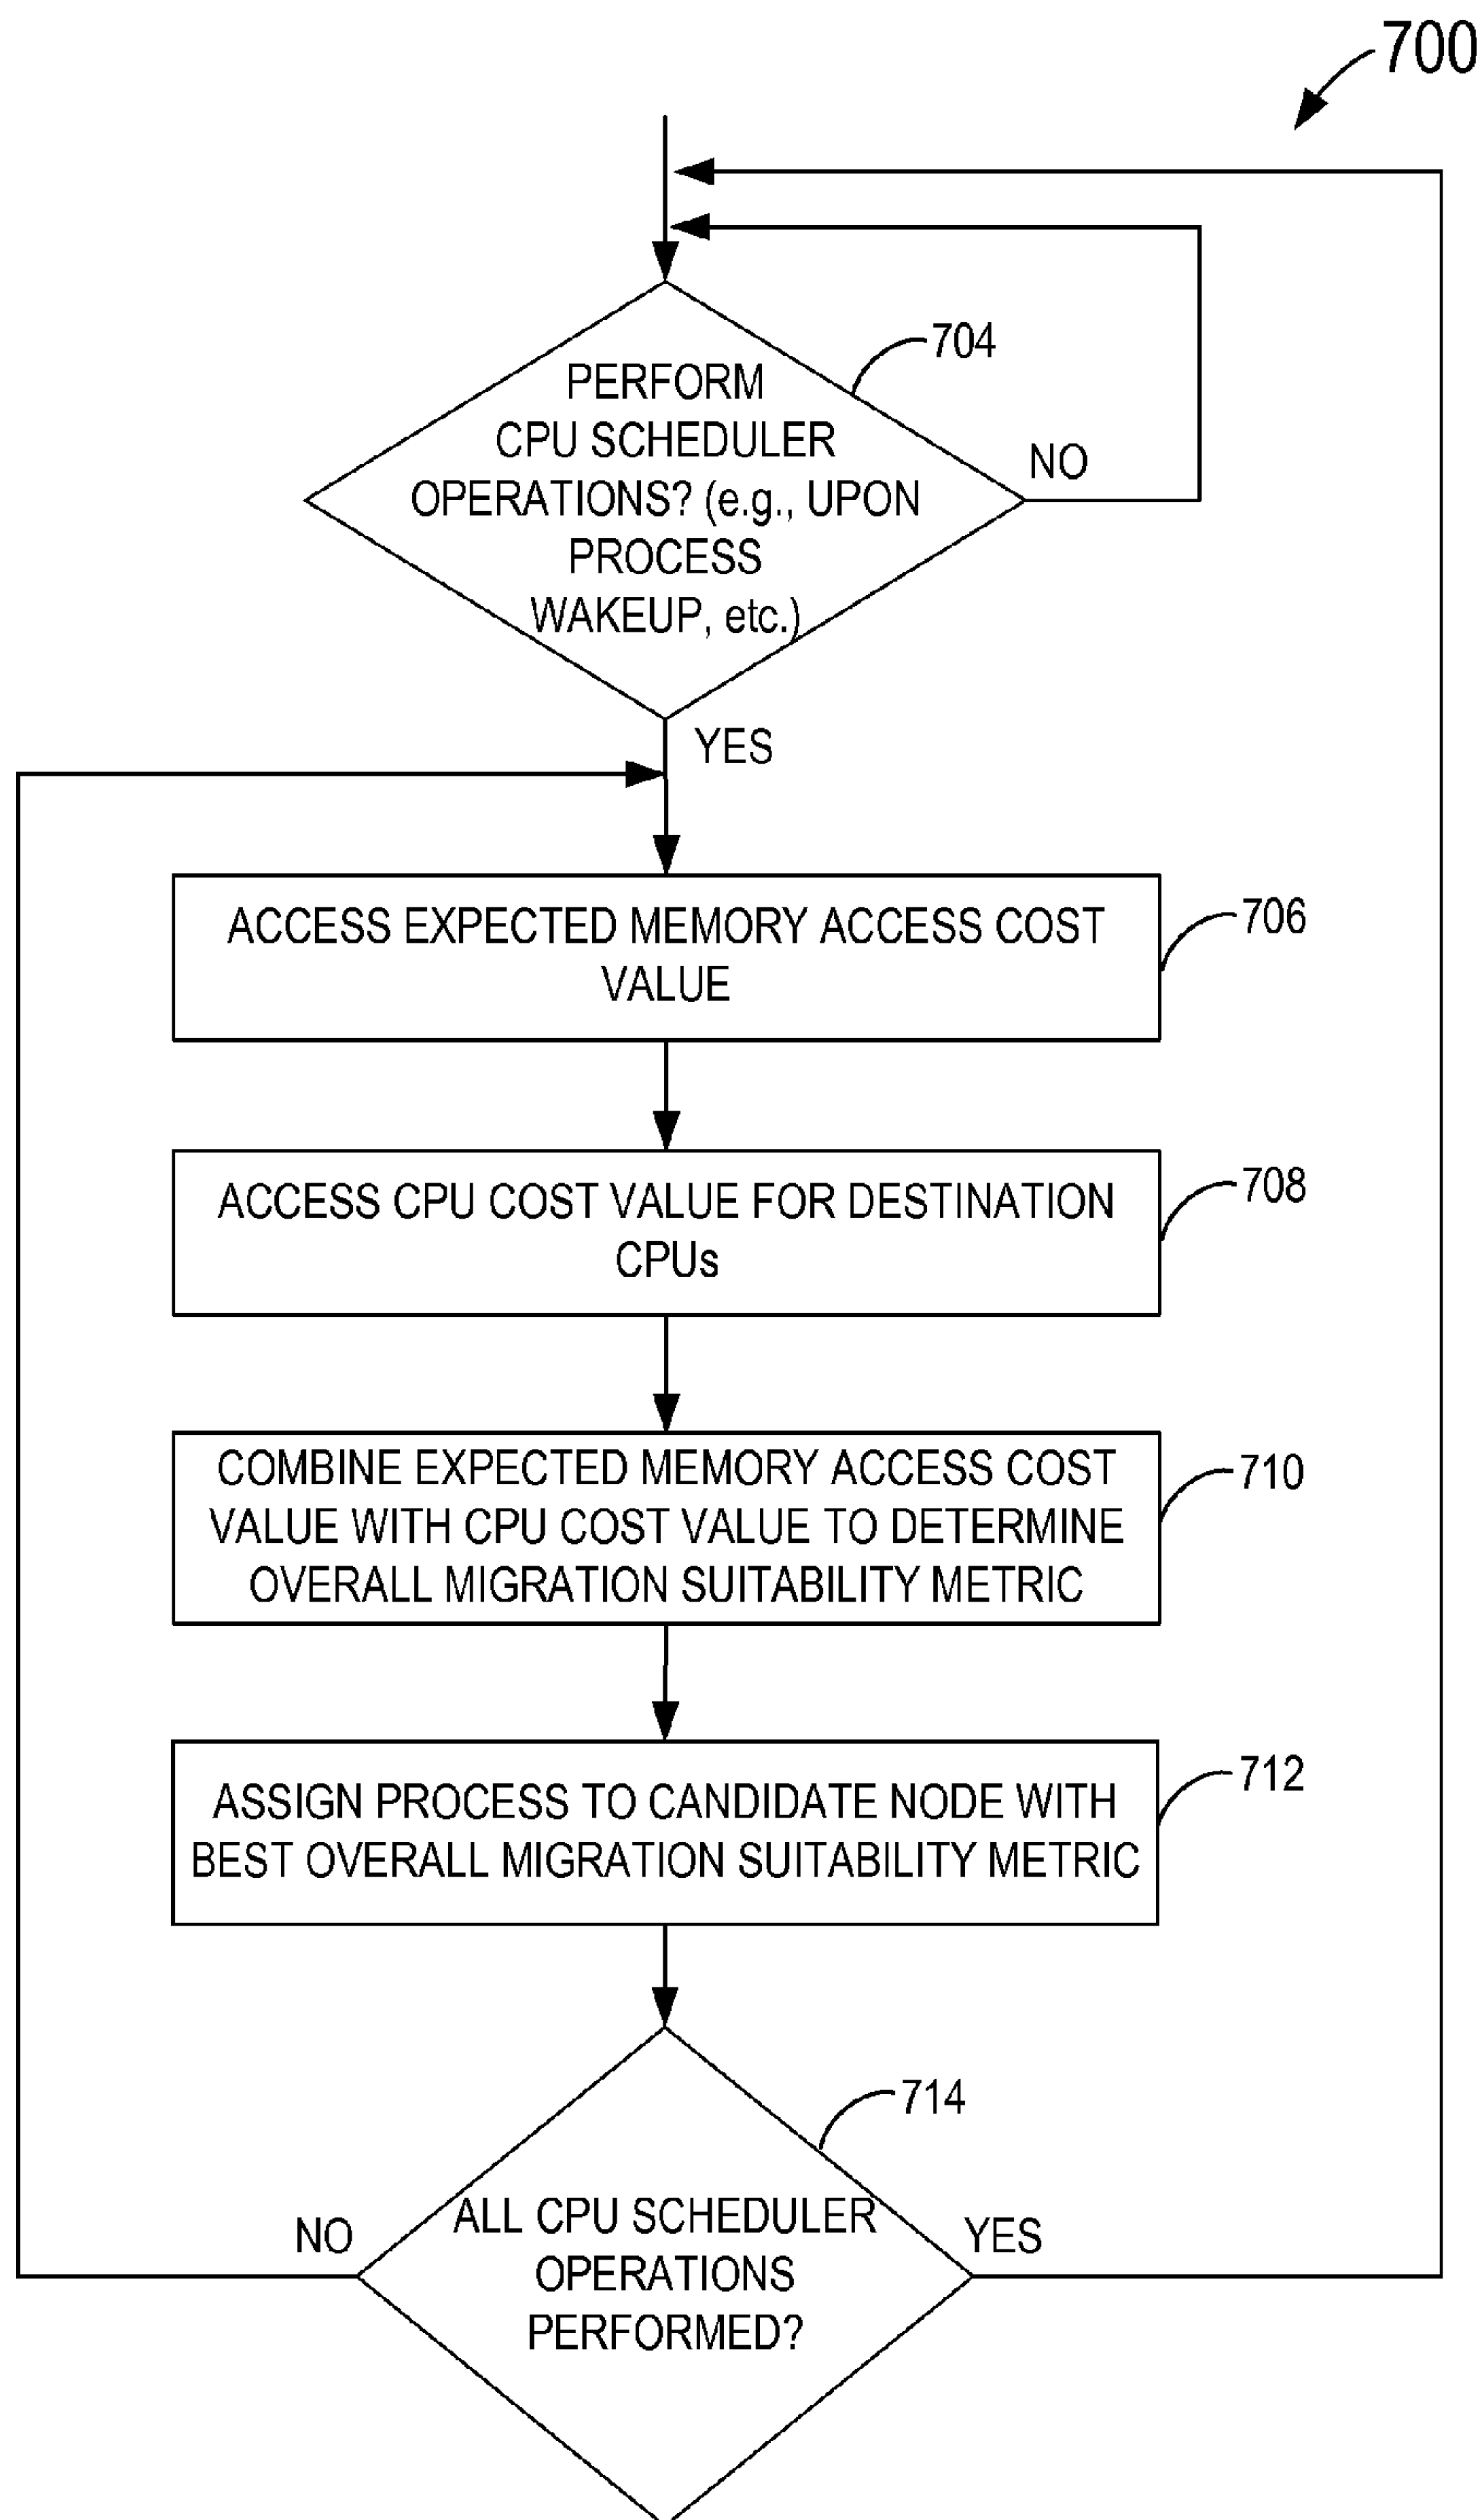 700
704
PERFORM
CPU SCHEDULER
OPERATIONS? (e.g., UPON
PROCESS
WAKEUP, etc.)
NO
YES
ACCESS EXPECTED MEMORY ACCESS COST
VALUE
706
ACCESS CPU COST VALUE FOR DESTINATION
CPUs
708
COMBINE EXPECTED MEMORY ACCESS COST
VALUE WITH CPU COST VALUE TO DETERMINE
OVERALL MIGRATION SUITABILITY METRIC
710
ASSIGN PROCESS TO CANDIDATE NODE WITH
BEST OVERALL MIGRATION SUITABILITY METRIC
712
714
ALL CPU SCHEDULER
OPERATIONS
PERFORMED?
NO
YES